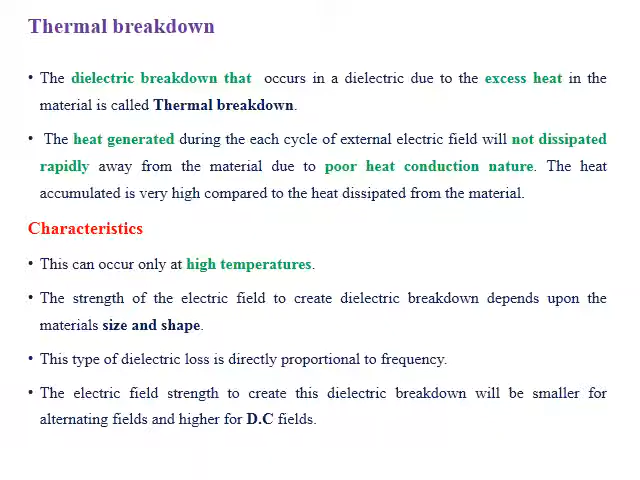 Thermal breakdown
• The dielectric breakdown that occurs in a dielectric due to the excess heat in the
material is called Thermal breakdown.
• The heat generated during the each cycle of external electric field will not dissipated
rapidly away from the material due to poor heat conduction nature. The heat
accumulated is very high compared to the heat dissipated from the material.
Characteristics
• This can occur only at high temperatures.
• The strength of the electric field to create dielectric breakdown depends upon the
materials size and shape.
• This type of dielectric loss is directly proportional to frequency.
• The electric field strength to create this dielectric breakdown will be smaller for
alternating fields and higher for D.C fields.